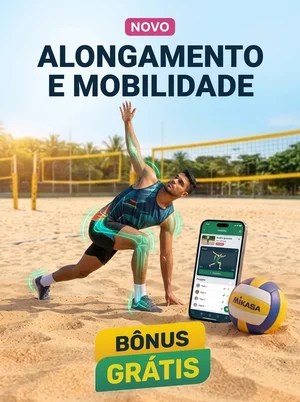 NOVO
ALONGAMENTO
E MOBILIDADE
MIKASA
BÔNUS
GRÁTIS